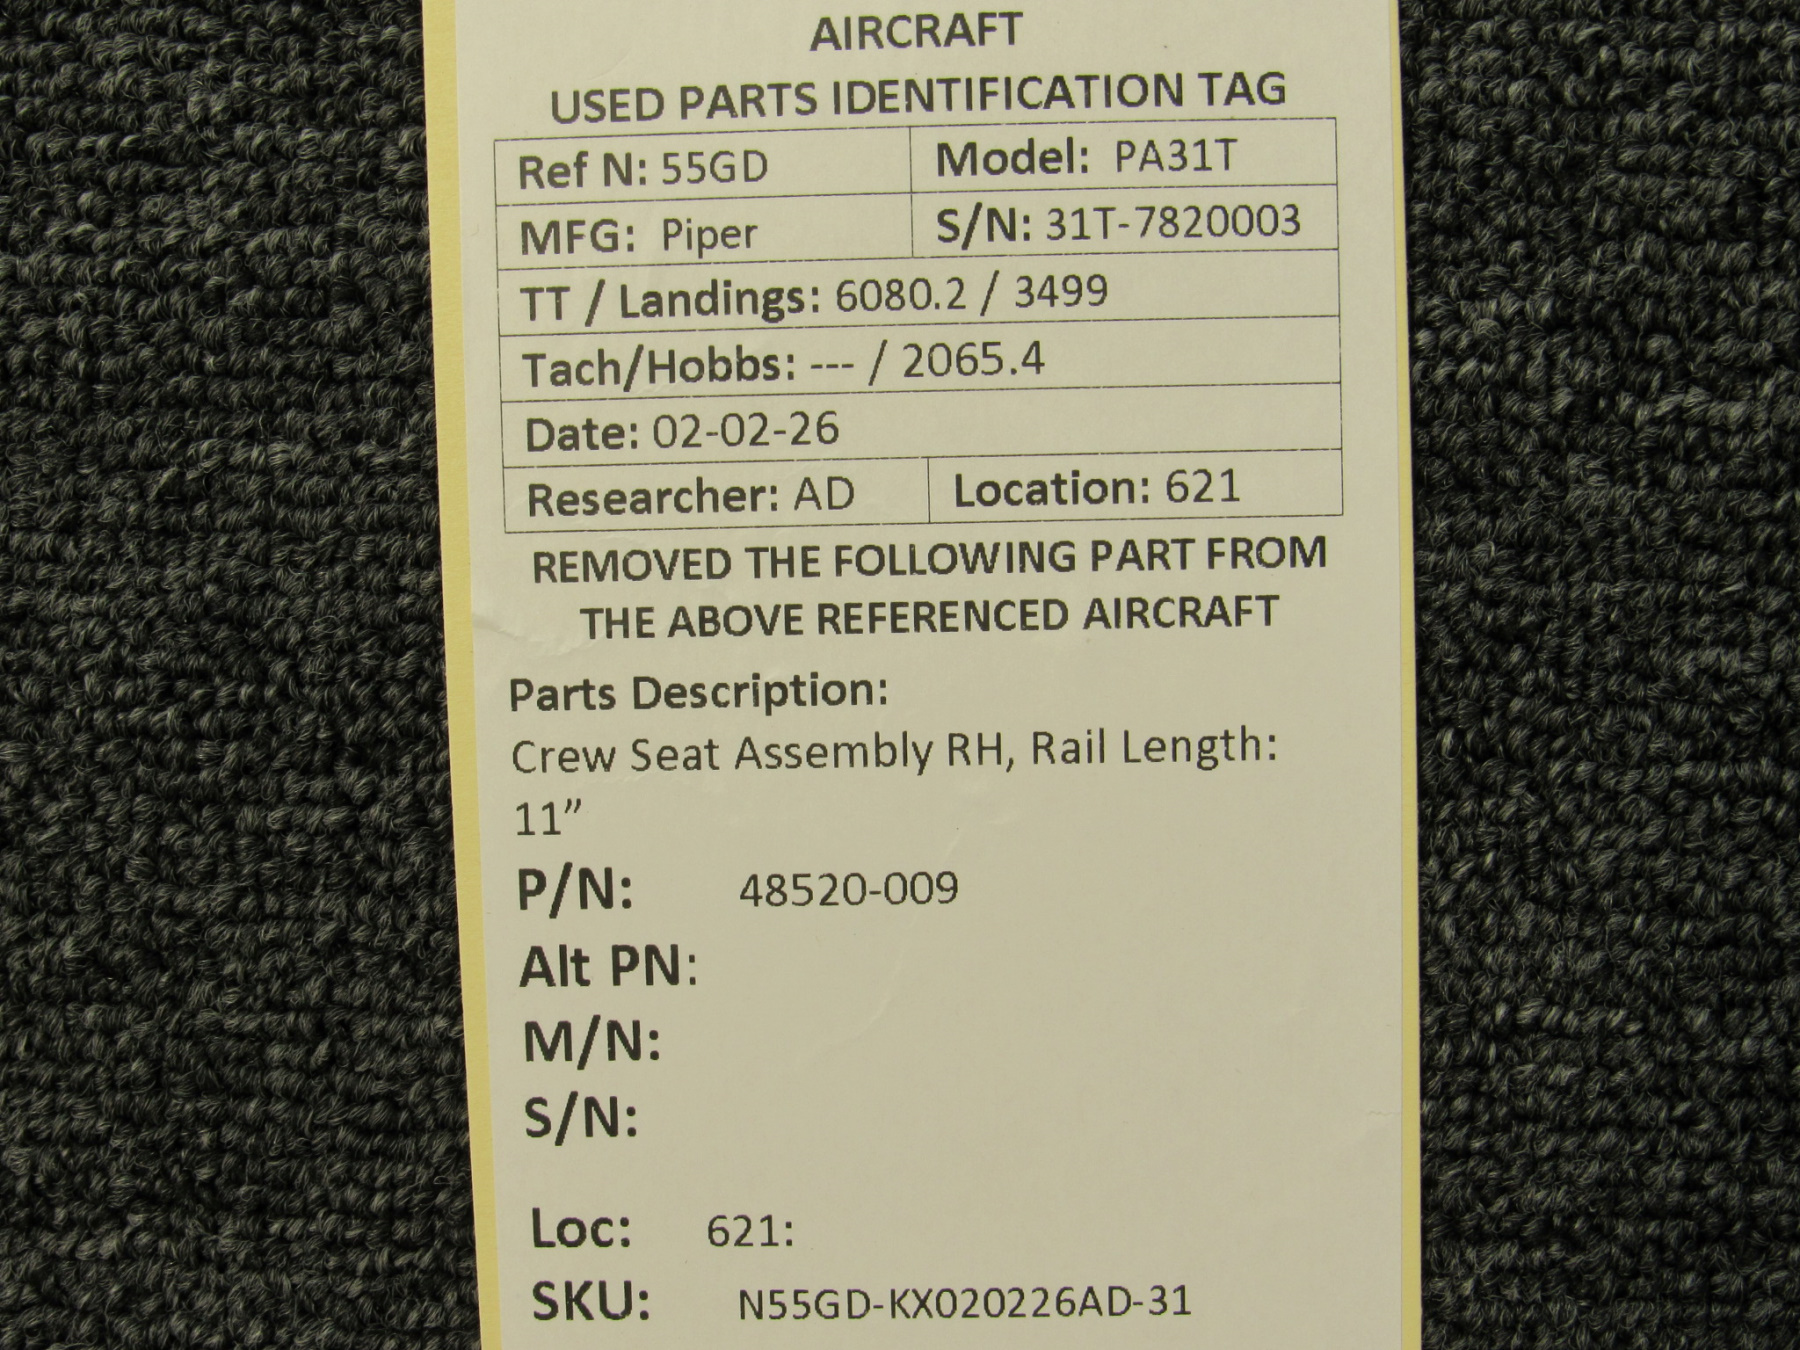 AIRCRAFT
USED PARTS IDENTIFICATION TAG
Ref N: 55GD Model: PA31T
MFG: Piper S/N: 31T-7820003
TT / Landings: 6080.2 / 3499
Tach/Hobbs: --- / 2065.4
Date: 02-02-26
Researcher: AD Location: 621
REMOVED THE FOLLOWING PART FROM
THE ABOVE REFERENCED AIRCRAFT
Parts Description:
Crew Seat Assembly RH, Rail Length:
11”
P/N: 48520-009
Alt PN:
M/N:
S/N:
Loc: 621:
SKU: N55GD-KX020226AD-31